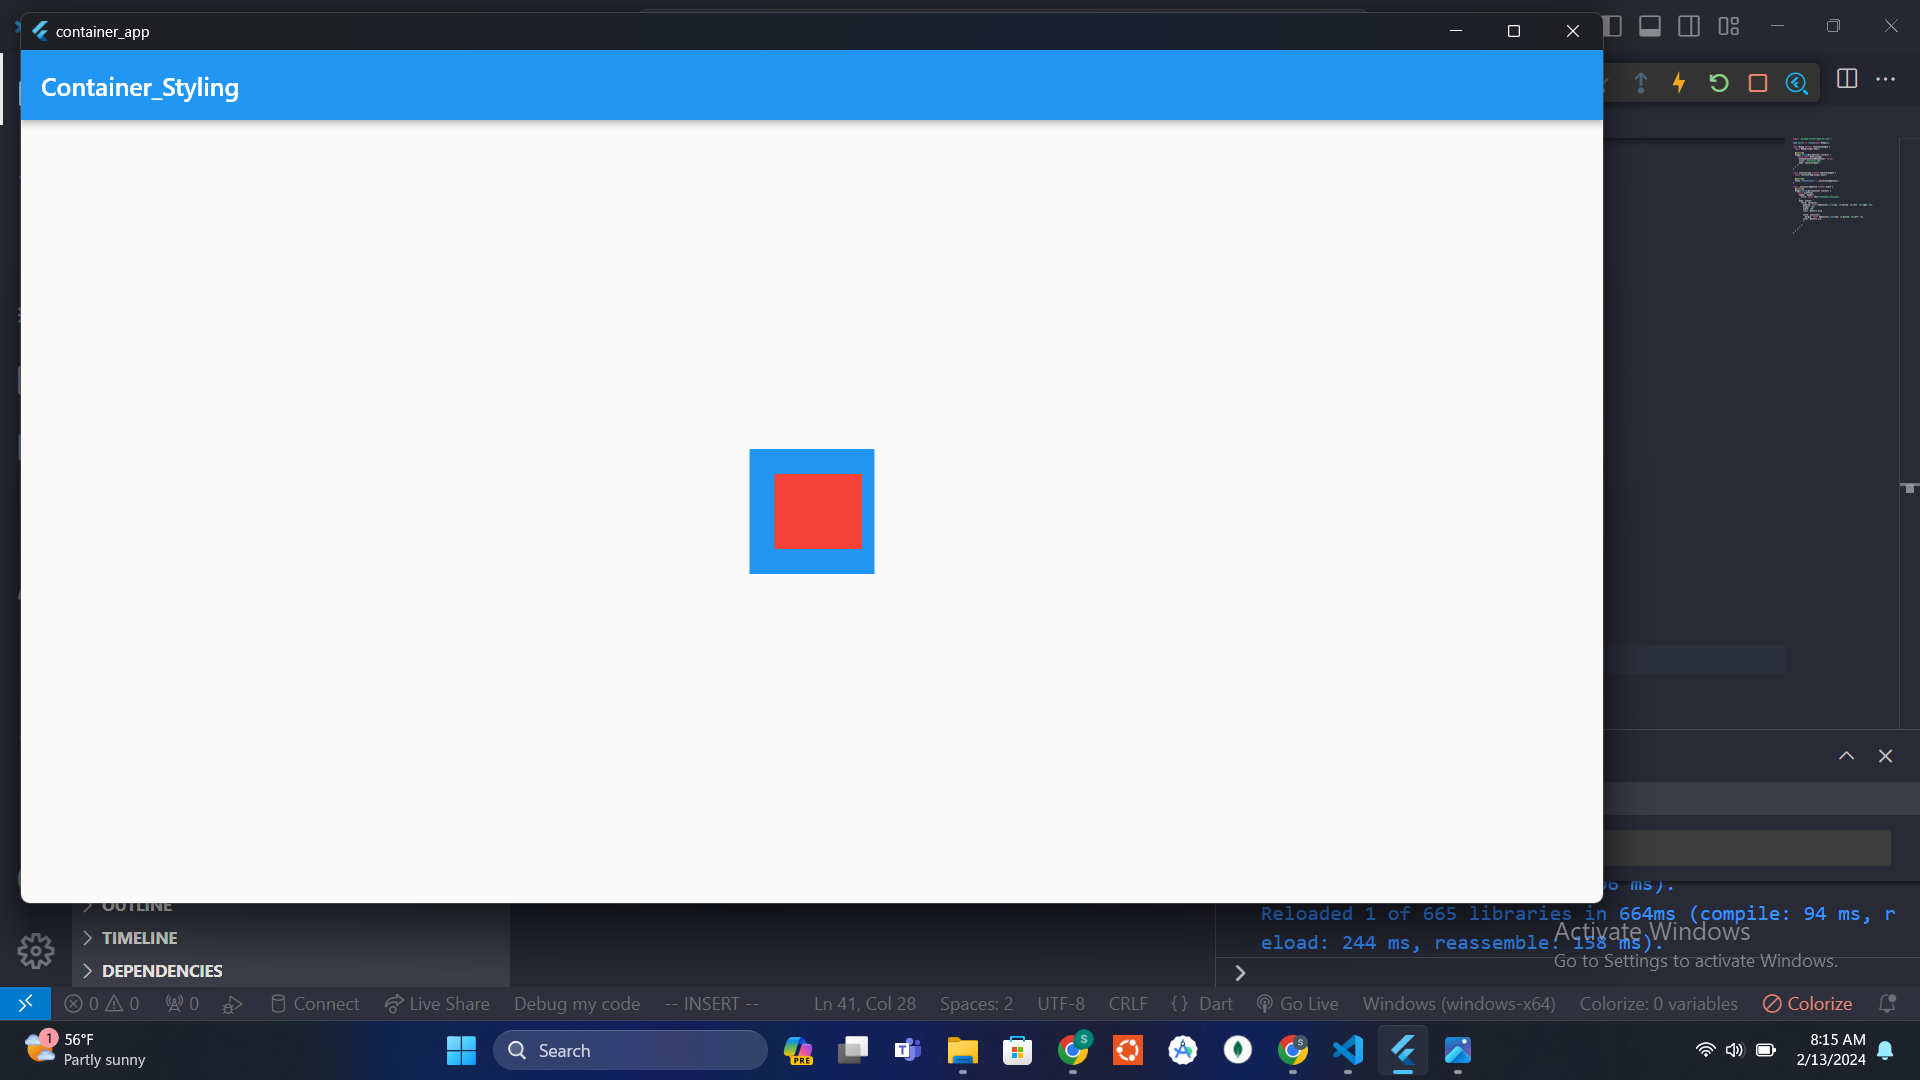 container_app
Container_Styling
OUTLINE
TIMELINE
DEPENDENCIES
ms).
Reloaded 1 of 665 libraries in 664ms (compile: 94 ms, r
eload: 244 ms, reassemble: 158 ms).
Activate Windows
Go to Settings to activate Windows.
0 0 0 Connect Live Share Debug my code -- INSERT -- Ln 41, Col 28 Spaces: 2 UTF-8 CRLF {} Dart Go Live Windows (windows-x64) Colorize: 0 variables Colorize
1
56°F
Partly sunny
Search
PRE
T
S
S
8:15 AM
2/13/2024